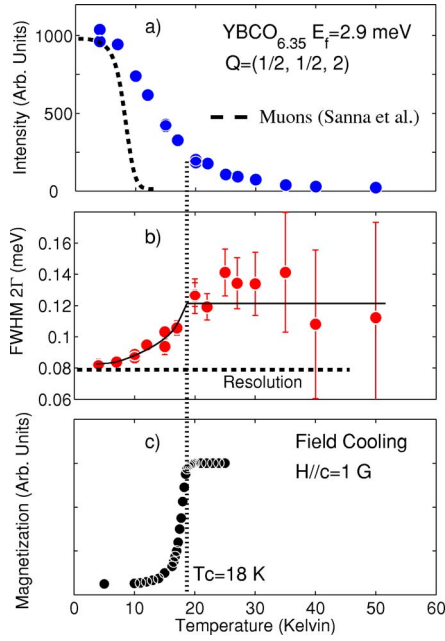 a)
YBCO6.35 Ef=2.9 meV
Q=(1/2, 1/2, 2)
Muons (Sanna et al.)
Intensity (Arb. Units)
1000
500
0
b)
FWHM 2Γ (meV)
0.16
0.14
0.12
0.1
0.08
0.06
Resolution
c)
Field Cooling
H//c=1 G
Magnetization (Arb. Units)
Tc=18 K
0 10 20 30 40 50 60
Temperature (Kelvin)